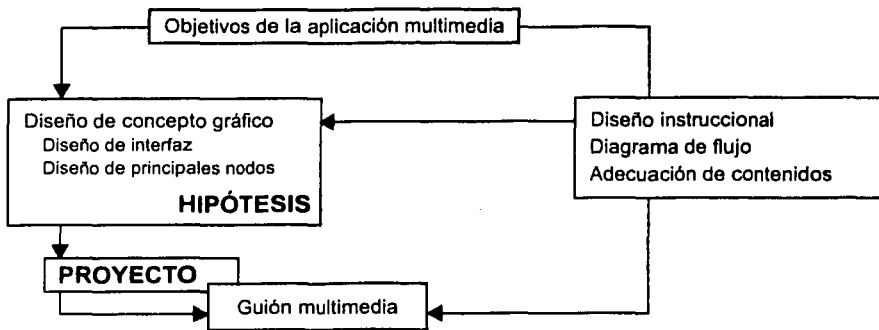 Objetivos de la aplicación multimedia
Diseño de concepto gráfico
Diseño de interfaz
Diseño de principales nodos
HIPÓTESIS
Diseño instruccional
Diagrama de flujo
Adecuación de contenidos
PROYECTO
Guión multimedia